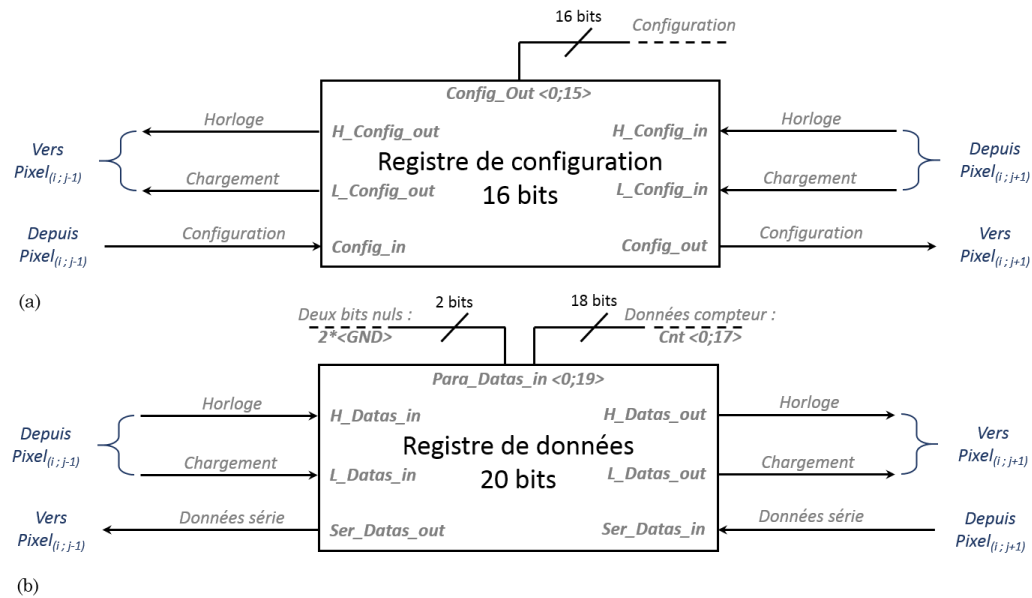 16 bits
Configuration
Config_Out <0;15>
Horloge
H_Config_out
H_Config_in
Horloge
Vers
Pixel(i ; j-1)
Registre de configuration
16 bits
Depuis
Pixel(i ; j+1)
Chargement
L_Config_out
L_Config_in
Chargement
Depuis
Pixel(i ; j-1)
Configuration
Config_in
Config_out
Configuration
Vers
Pixel(i ; j+1)
(a)
Deux bits nuls :
2*<GND>
2 bits
18 bits
Données compteur :
Cnt <0;17>
Para_Datas_in <0;19>
Horloge
H_Datas_in
H_Datas_out
Horloge
Depuis
Pixel(i ; j-1)
Registre de données
20 bits
Vers
Pixel(i ; j+1)
Chargement
L_Datas_in
L_Datas_out
Chargement
Vers
Pixel(i ; j-1)
Données série
Ser_Datas_out
Ser_Datas_in
Données série
Depuis
Pixel(i ; j+1)
(b)